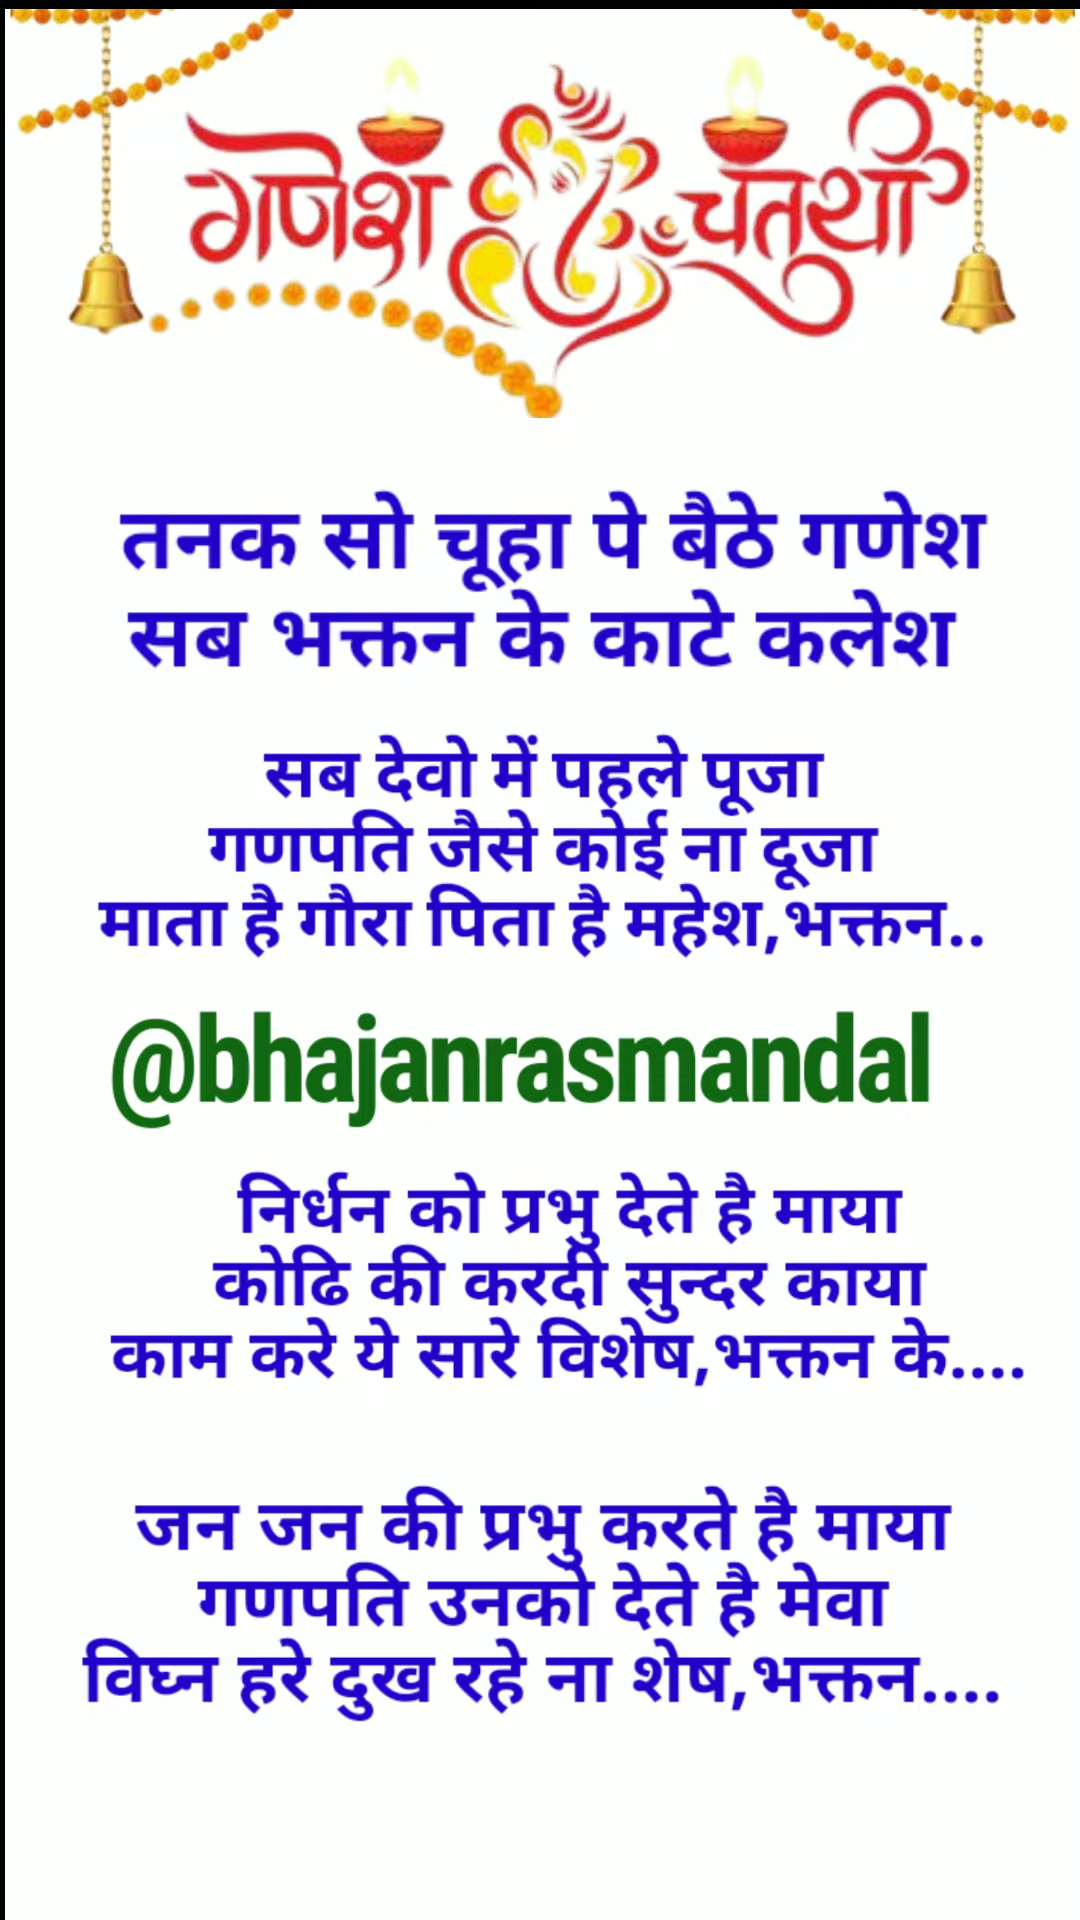 गणेश चतुर्थी
तनक सो चूहा पे बैठे गणेश
सब भक्तन के काटे कलेश
सब देवो में पहले पूजा
गणपति जैसे कोई ना दूजा
माता है गौरा पिता है महेश,भक्तन..
@bhajanrasmandal
निर्धन को प्रभु देते है माया
कोढि की करदी सुन्दर काया
काम करे ये सारे विशेष,भक्तन के....
जन जन की प्रभु करते है माया
गणपति उनको देते है मेवा
विघ्न हरे दुख रहे ना शेष,भक्तन....